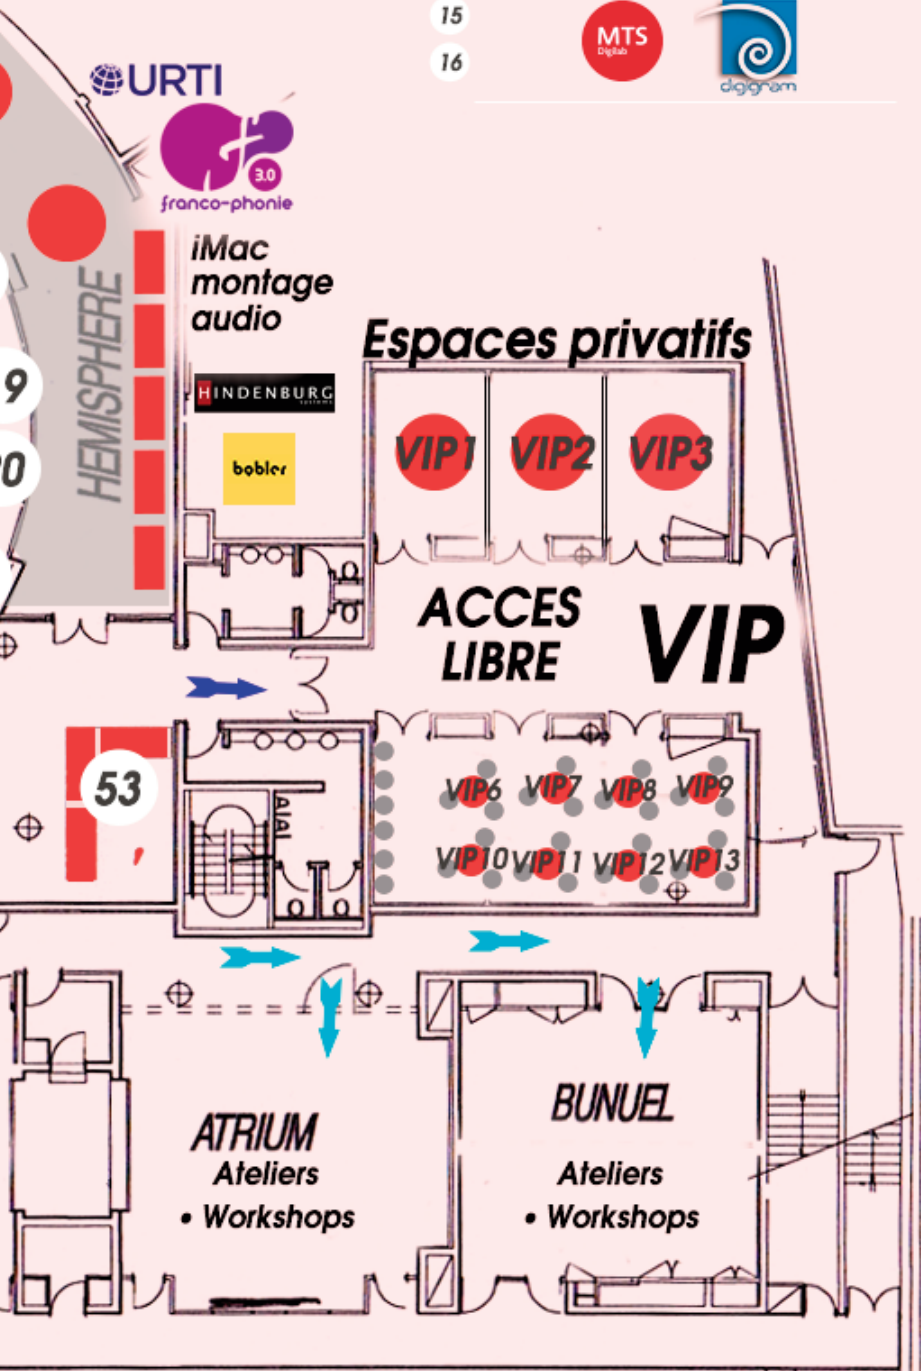 15
16
MTS
Digilab
digigram
URTI
3.0
franco-phonie
iMac
montage
audio
HEMISPHERE
9
Espaces privatifs
HINDENBURG
systems
bobler
VIP1
VIP2
VIP3
ACCES
LIBRE
VIP
53
VIP6
VIP7
VIP8
VIP9
VIP10
VIP11
VIP12
VIP13
ATRIUM
Ateliers
• Workshops
BUNUEL
Ateliers
• Workshops